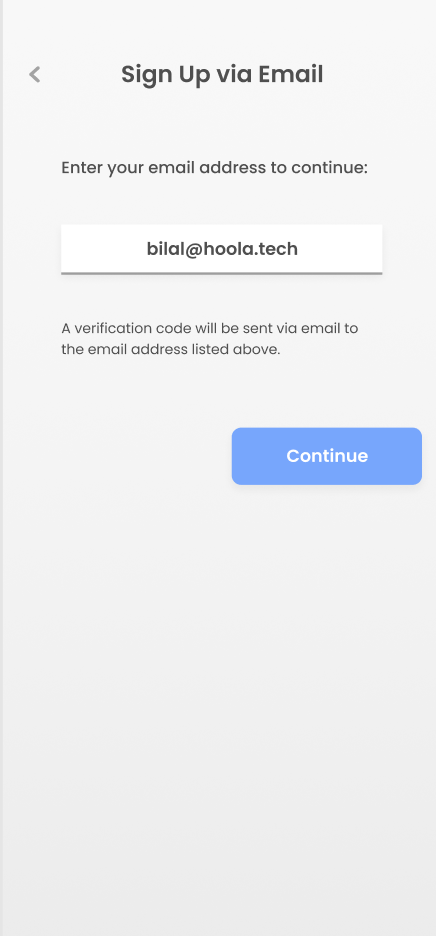 Sign Up via Email
Enter your email address to continue:
bilal@hoola.tech
A verification code will be sent via email to
the email address listed above.
Continue